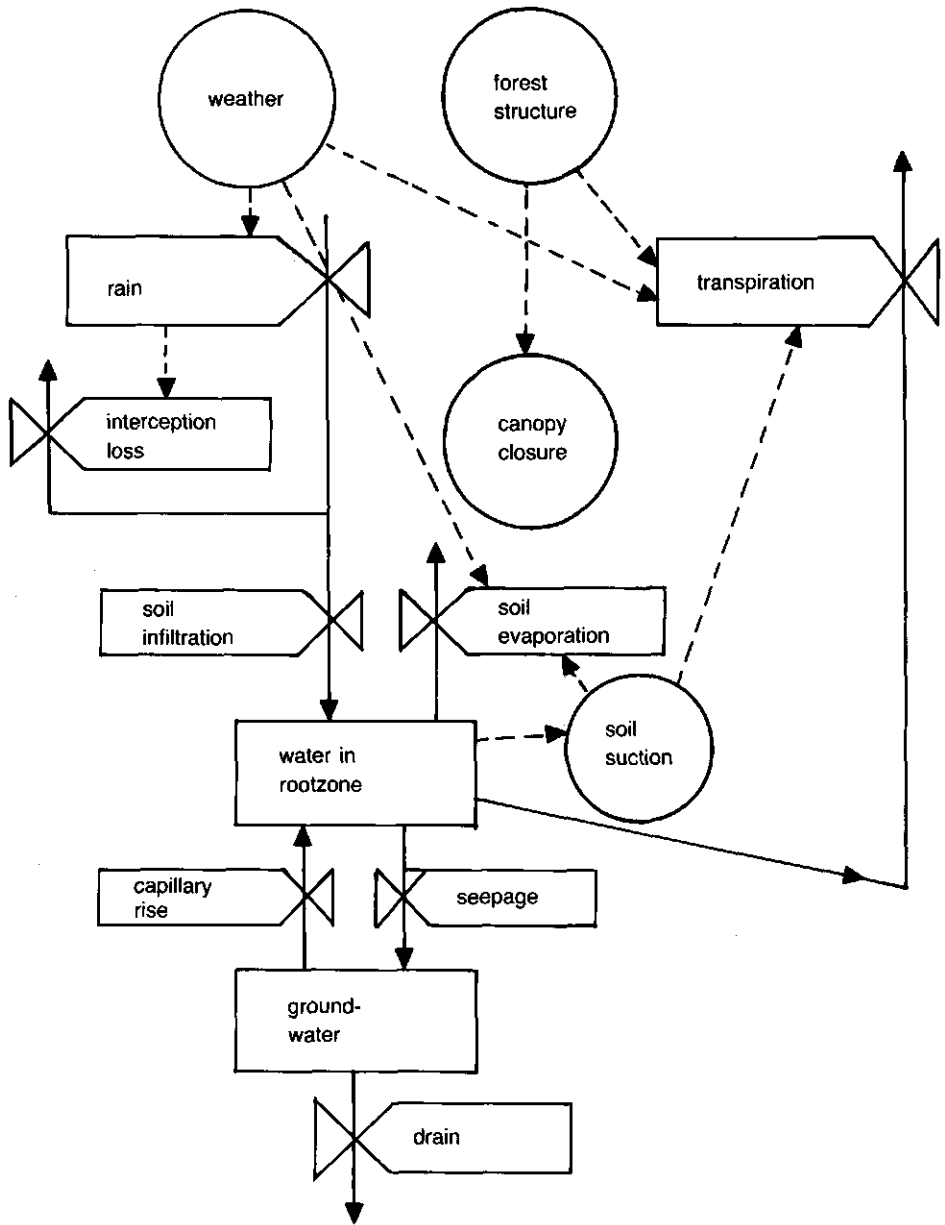 weather
forest
structure
rain
transpiration
interception
loss
canopy
closure
soil
infiltration
soil
evaporation
water in
rootzone
soil
suction
capillary
rise
seepage
ground-
water
drain